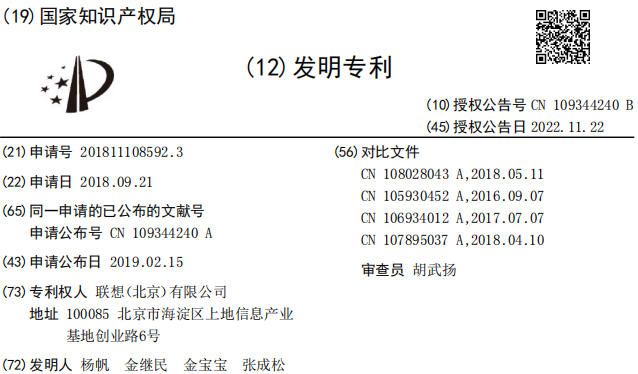 (19)国家知识产权局
(12)发明专利
(10)授权公告号 CN 109344240 B
(45)授权公告日 2022.11.22
(21)申请号 201811108592.3
(22)申请日 2018.09.21
(65)同一申请的已公布的文献号
申请公布号 CN 109344240 A
(43)申请公布日 2019.02.15
(73)专利权人 联想(北京)有限公司
地址 100085 北京市海淀区上地信息产业
基地创业路6号
(72)发明人 杨帆 金继民 金宝宝 张成松
(56)对比文件
CN 108028043 A,2018.05.11
CN 105930452 A,2016.09.07
CN 106934012 A,2017.07.07
CN 107895037 A,2018.04.10
审查员 胡武扬